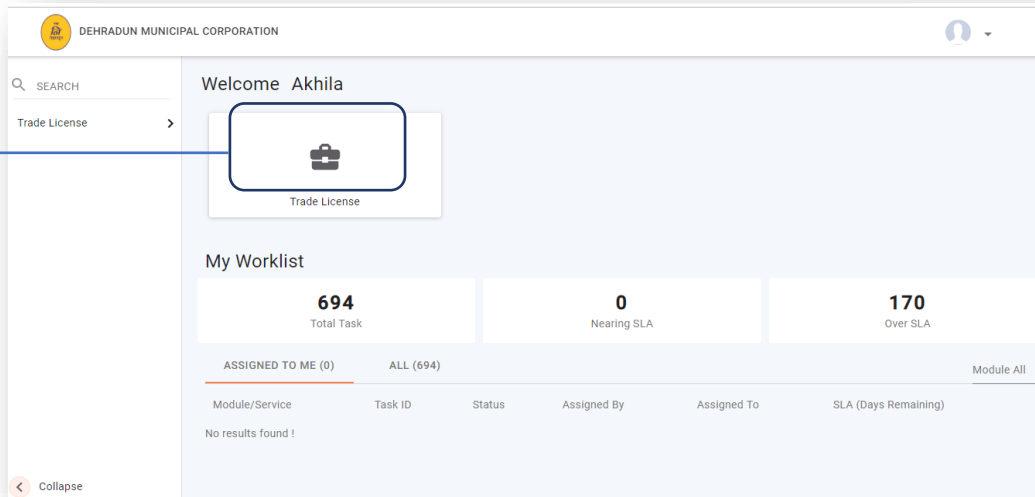 DEHRADUN MUNICIPAL CORPORATION
SEARCH
Trade License
Welcome Akhila
Trade License
My Worklist
694
Total Task
0
Nearing SLA
170
Over SLA
ASSIGNED TO ME (0) ALL (694) Module All
Module/Service Task ID Status Assigned By Assigned To SLA (Days Remaining)
No results found !
Collapse